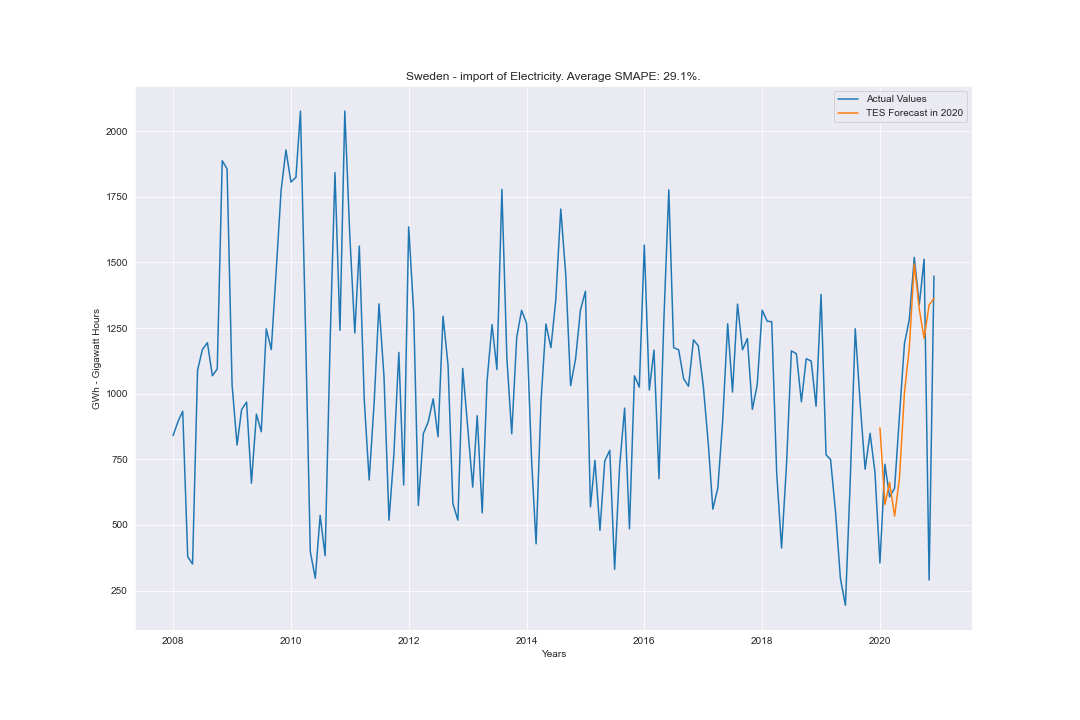 Sweden - import of Electricity. Average SMAPE: 29.1%.
Actual Values
TES Forecast in 2020
2000
1750
1500
1250
1000
750
500
250
GWh - Gigawatt Hours
2008 2010 2012 2014 2016 2018 2020
Years